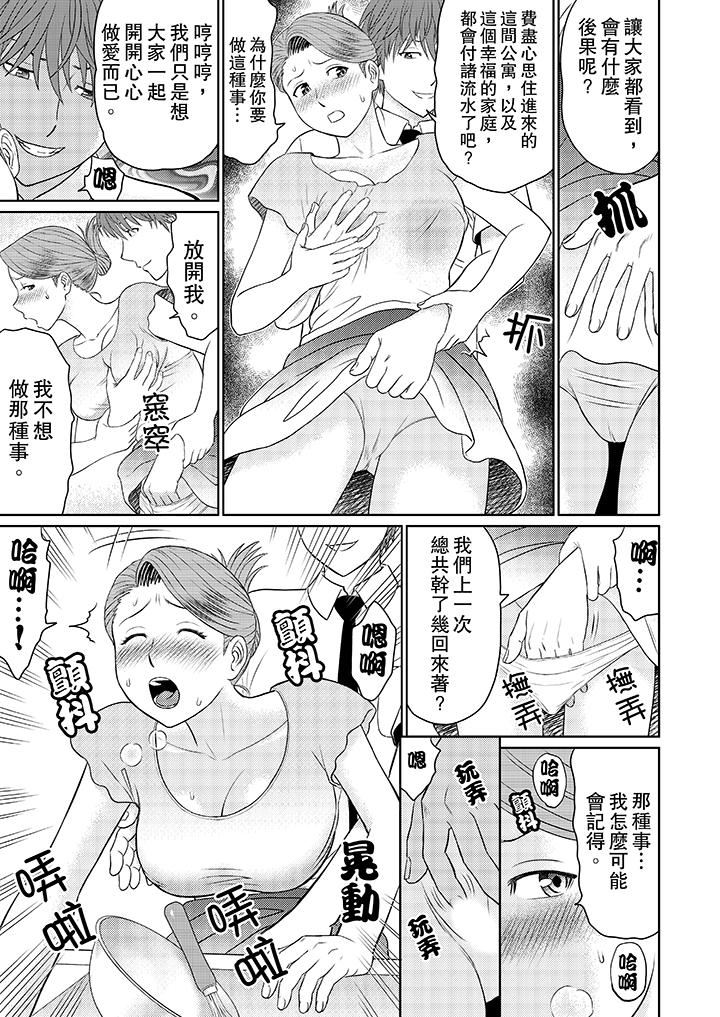 讓大家都看到，
會有什麼
後果呢？
抓
費盡心思住進來的
這間公寓，以及
這個幸福的家庭，
都會付諸流水了吧？
為什麼你要
做這種事…
抓
哼哼哼，
我們只是想
大家一起
開開心心
做愛而已。
嗯
放開我。
窸窣
我不想
做那種事。
啊…
撫弄
撫弄
我們上一次
總共幹了幾回來著？
那種事…
我怎麼可能
會記得。
哈啊
顫抖
哈啊
嗯
玩弄
玩弄
嗯啊
顫抖
顫抖
哈啊…！
晃動
弄啦
弄啦